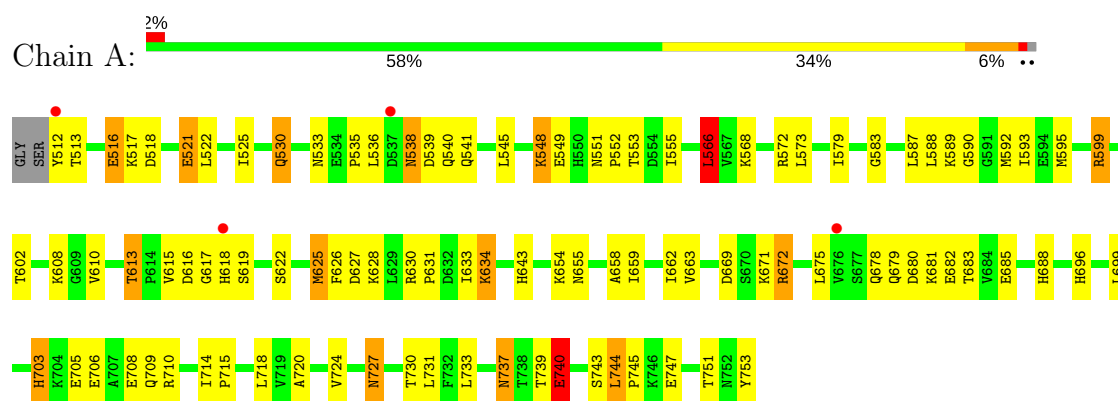 2%
Chain A:
58% 34% 6% ••
GLY SER Y512 T513 E516 K517 D518 E521 L522 I525 Q530 N533 E534 P535 L536 D537 N538 D539 Q540 Q541 L545 K548 E549 H550 N551 P552 T553 D554 I555 L566 V567 K568 R572 L573 I579 G583 L587 L588 K589 G590 G591 M592 I593 E594 M595 R599
T602 K608 G609 V610 T613 P614 V615 D616 G617 H618 S619 S622 M625 F626 D627 K628 L629 R630 P631 D632 I633 K634 H643 K654 N655 A658 I659 I662 V663 D669 S670 K671 R672 L675 V676 S677 Q678 Q679 D680 K681 E682 T683 V684 E685 H688 H696 L699
H703 K704 E705 E706 A707 E708 Q709 R710 I714 P715 L718 V719 A720 V724 N727 T730 L731 F732 L733 N737 T738 T739 E740 S743 L744 P745 K746 E747 T751 N752 Y753